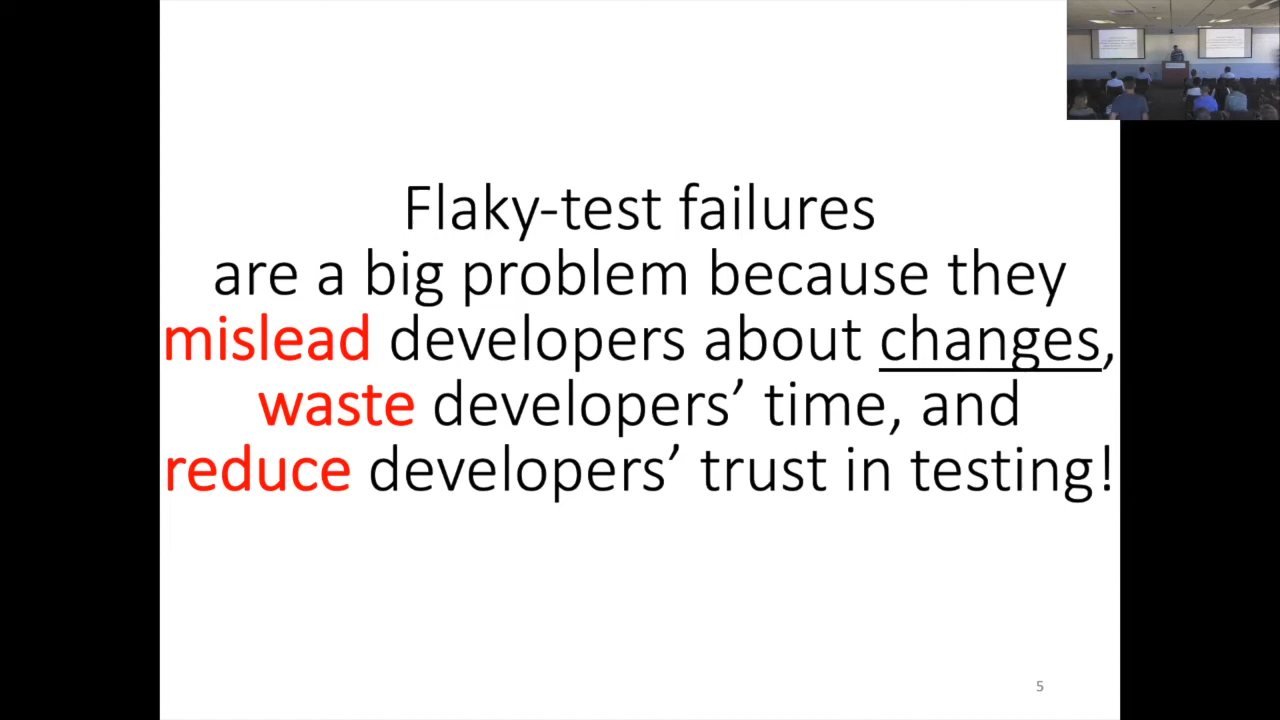 Flaky-test failures
are a big problem because they
mislead developers about changes,
waste developers’ time, and
reduce developers’ trust in testing!
5